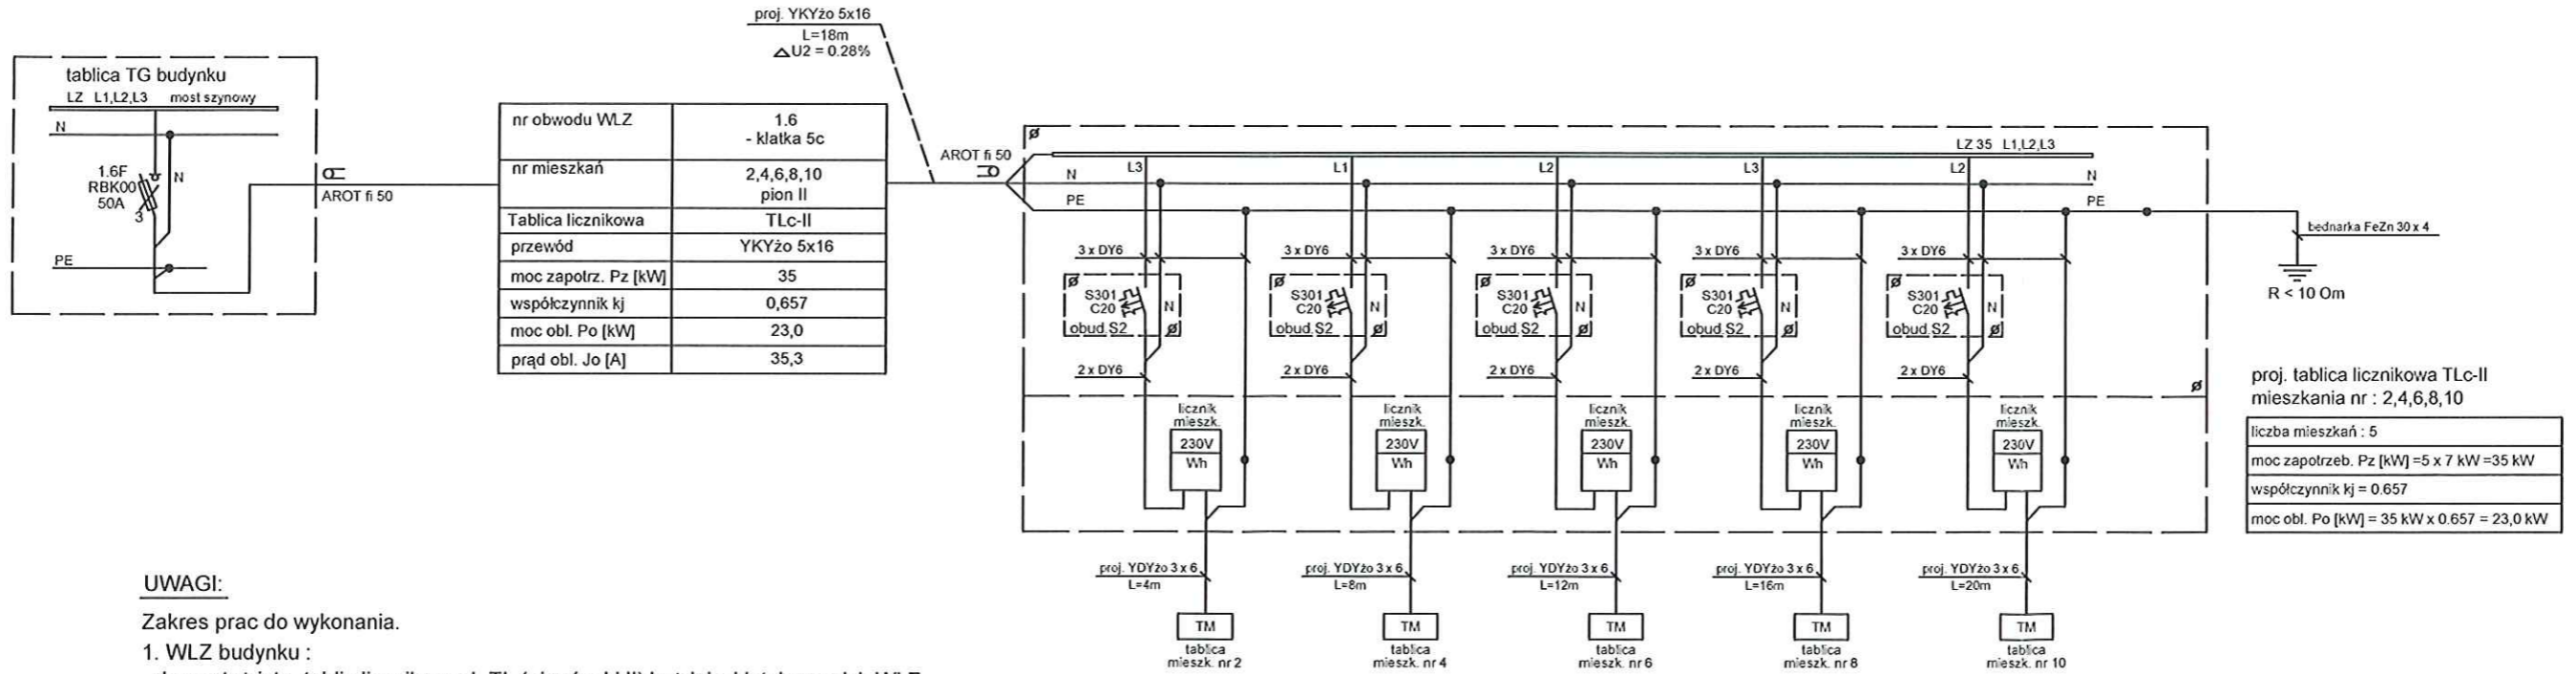 proj. YKYżo 5x16
L=18m
△U2 = 0.28%
tablica TG budynku
LZ L1,L2,L3 most szynowy
N
1.6F
RBK00
50A
3
N
PE
AROT fi 50
nr obwodu WLZ 1.6
- klatka 5c
nr mieszkań 2,4,6,8,10
pion II
Tablica licznikowa TLc-II
przewód YKYżo 5x16
moc zapotrz. Pz [kW] 35
współczynnik kj 0,657
moc obl. Po [kW] 23,0
prąd obl. Jo [A] 35,3
AROT fi 50
LZ 35 L1,L2,L3
L3 L1 L2 L3 L2
N N
PE PE
bednarka FeZn 30 x 4
R < 10 Om
3 x DY6 3 x DY6 3 x DY6 3 x DY6 3 x DY6
S301 S301 S301 S301 S301
C20 N C20 N C20 N C20 N C20 N
obud.S2 obud.S2 obud.S2 obud.S2 obud.S2
2 x DY6 2 x DY6 2 x DY6 2 x DY6 2 x DY6
licznik licznik licznik licznik licznik
mieszk. mieszk. mieszk. mieszk. mieszk.
230V 230V 230V 230V 230V
Wh Wh Wh Wh Wh
proj. YDYżo 3 x 6 proj. YDYżo 3 x 6 proj. YDYżo 3 x 6 proj. YDYżo 3 x 6 proj. YDYżo 3 x 6
L=4m L=8m L=12m L=16m L=20m
TM TM TM TM TM
tablica tablica tablica tablica tablica
mieszk. nr 2 mieszk. nr 4 mieszk. nr 6 mieszk. nr 8 mieszk. nr 10
proj. tablica licznikowa TLc-II
mieszkania nr : 2,4,6,8,10
liczba mieszkań : 5
moc zapotrzeb. Pz [kW] =5 x 7 kW =35 kW
współczynnik kj = 0.657
moc obl. Po [kW] = 35 kW x 0.657 = 23,0 kW
UWAGI:
Zakres prac do wykonania.
1. WLZ budynku :